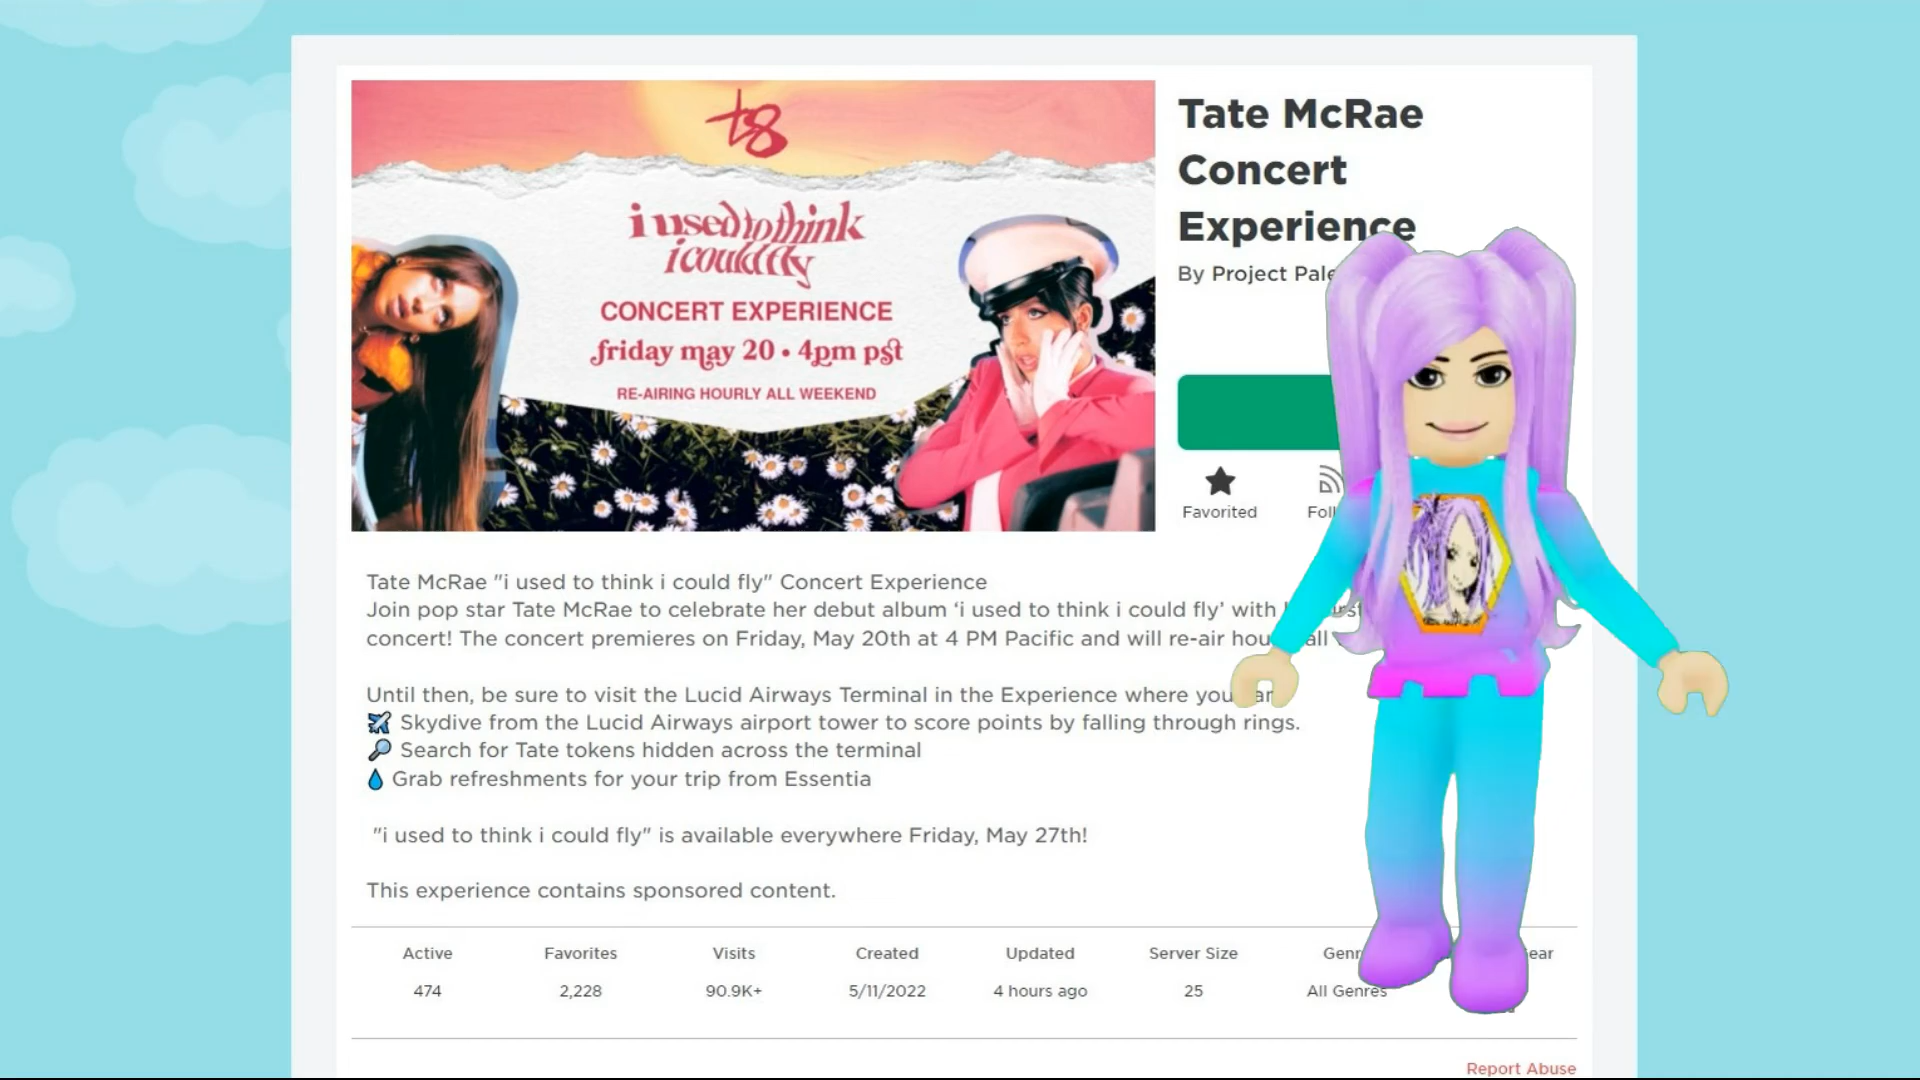 t8
i used to think
i could fly
CONCERT EXPERIENCE
friday may 20 • 4pm pst
RE-AIRING HOURLY ALL WEEKEND
Tate McRae
Concert
Experience
By Project Pale
Favorited
Tate McRae "i used to think i could fly" Concert Experience
Join pop star Tate McRae to celebrate her debut album ‘i used to think i could fly’ with
concert! The concert premieres on Friday, May 20th at 4 PM Pacific and will re-air hou all
Until then, be sure to visit the Lucid Airways Terminal in the Experience where you
Skydive from the Lucid Airways airport tower to score points by falling through rings.
Search for Tate tokens hidden across the terminal
Grab refreshments for your trip from Essentia
"i used to think i could fly" is available everywhere Friday, May 27th!
This experience contains sponsored content.
Active Favorites Visits Created Updated Server Size Genr ear
474 2,228 90.9K+ 5/11/2022 4 hours ago 25 All Genres
Report Abuse